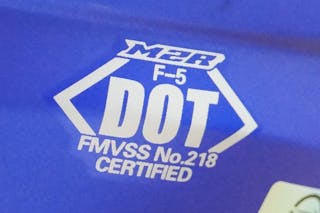 M2R
F-5
DOT
FMVSS No.218
CERTIFIED